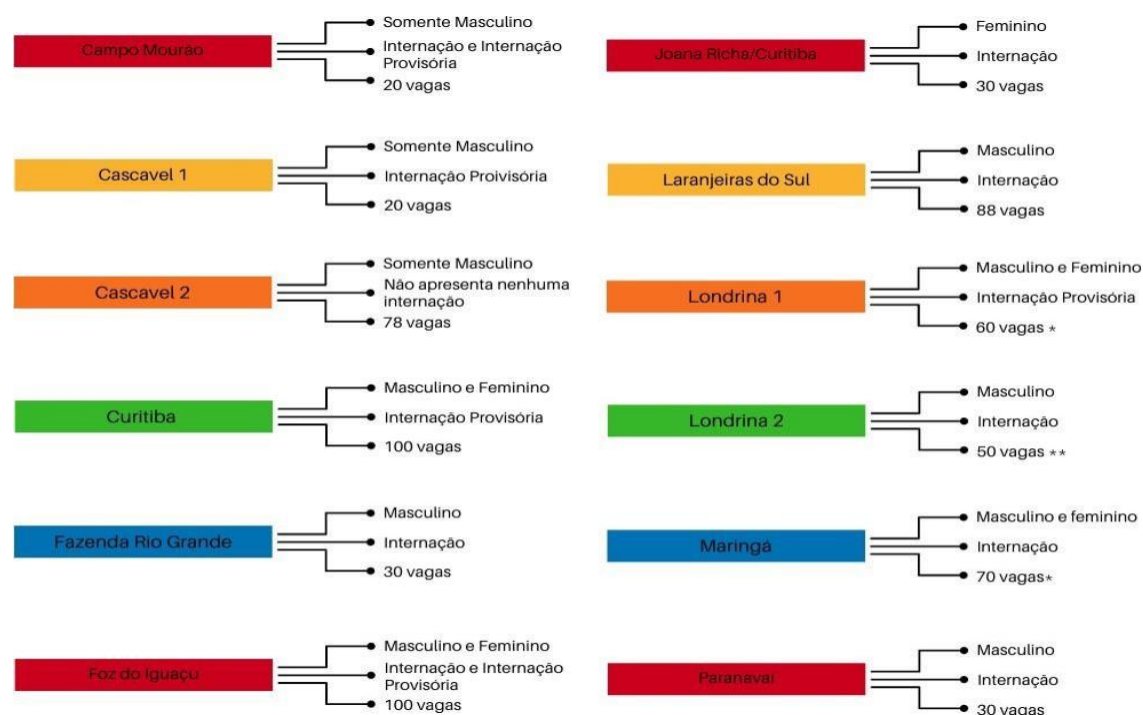 Campo Mourão
Somente Masculino
Internação e Internação
Provisória
20 vagas
Joana Richa/Curitiba
Feminino
Internação
30 vagas
Cascavel 1
Somente Masculino
Internação Proivisória
20 vagas
Laranjeiras do Sul
Masculino
Internação
88 vagas
Cascavel 2
Somente Masculino
Não apresenta nenhuma
internação
78 vagas
Londrina 1
Masculino e Feminino
Internação Provisória
60 vagas *
Curitiba
Masculino e Feminino
Internação Provisória
100 vagas
Londrina 2
Masculino
Internação
50 vagas **
Fazenda Rio Grande
Masculino
Internação
30 vagas
Maringá
Masculino e feminino
Internação
70 vagas*
Foz do Iguaçu
Masculino e Feminino
Internação e Internação
Provisória
100 vagas
Paranavaí
Masculino
Internação
30 vagas